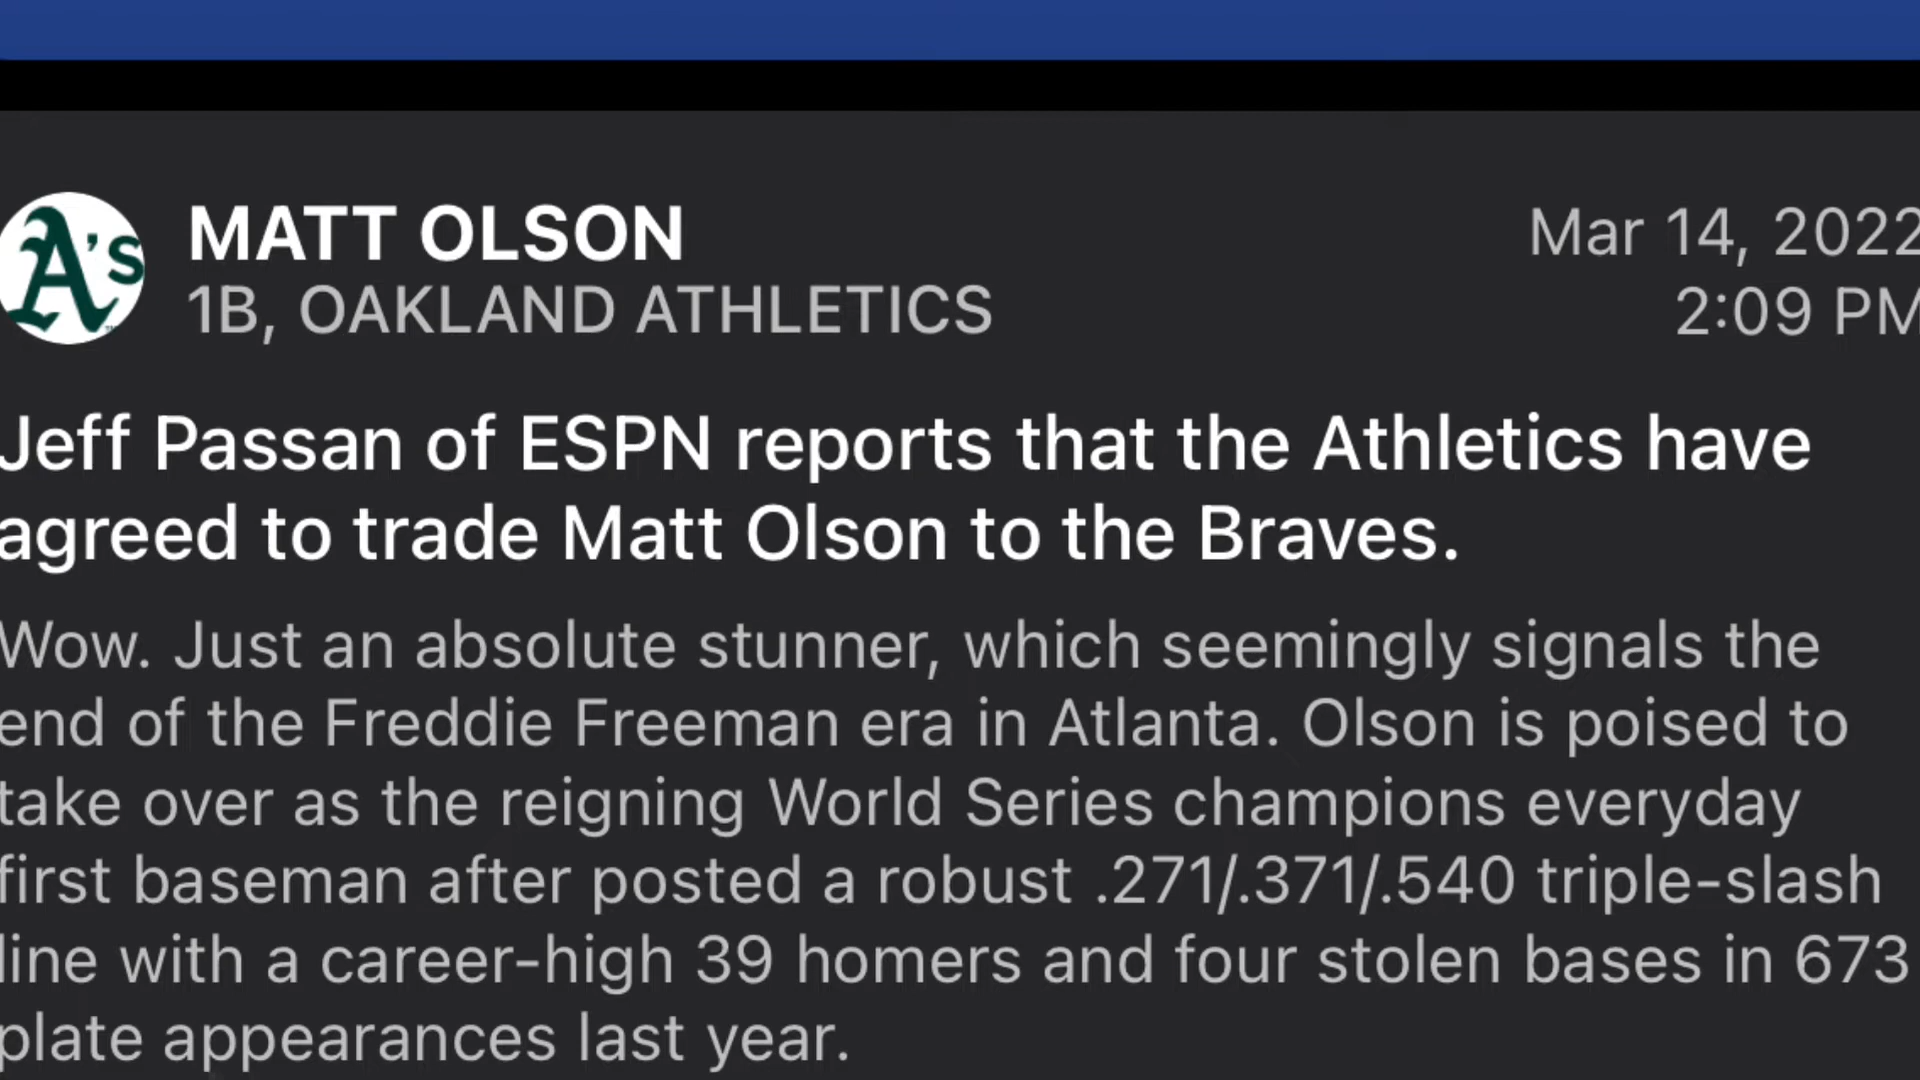 A's
MATT OLSON
Mar 14, 2022
1B, OAKLAND ATHLETICS
2:09 PM
Jeff Passan of ESPN reports that the Athletics have
agreed to trade Matt Olson to the Braves.
Wow. Just an absolute stunner, which seemingly signals the
end of the Freddie Freeman era in Atlanta. Olson is poised to
take over as the reigning World Series champions everyday
first baseman after posted a robust .271/.371/.540 triple-slash
line with a career-high 39 homers and four stolen bases in 673
plate appearances last year.